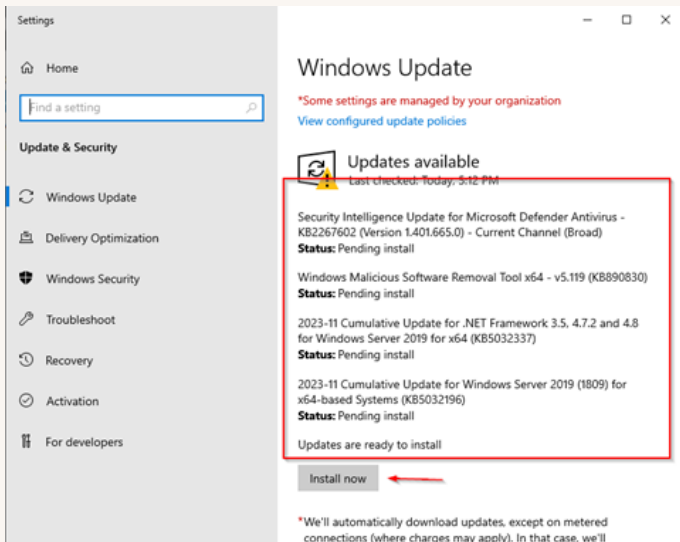 Settings
Home
Find a setting
Update & Security
Windows Update
Delivery Optimization
Windows Security
Troubleshoot
Recovery
Activation
For developers
Windows Update
*Some settings are managed by your organization
View configured update policies
Updates available
Last checked: Today, 5:12 PM
Security Intelligence Update for Microsoft Defender Antivirus -
KB2267602 (Version 1.401.665.0) - Current Channel (Broad)
Status: Pending install
Windows Malicious Software Removal Tool x64 - v5.119 (KB890830)
Status: Pending install
2023-11 Cumulative Update for .NET Framework 3.5, 4.7.2 and 4.8
for Windows Server 2019 for x64 (KB5032337)
Status: Pending install
2023-11 Cumulative Update for Windows Server 2019 (1809) for
x64-based Systems (KB5032196)
Status: Pending install
Updates are ready to install
Install now
*We'll automatically download updates, except on metered
connections (where charges may apply). In that case, we'll